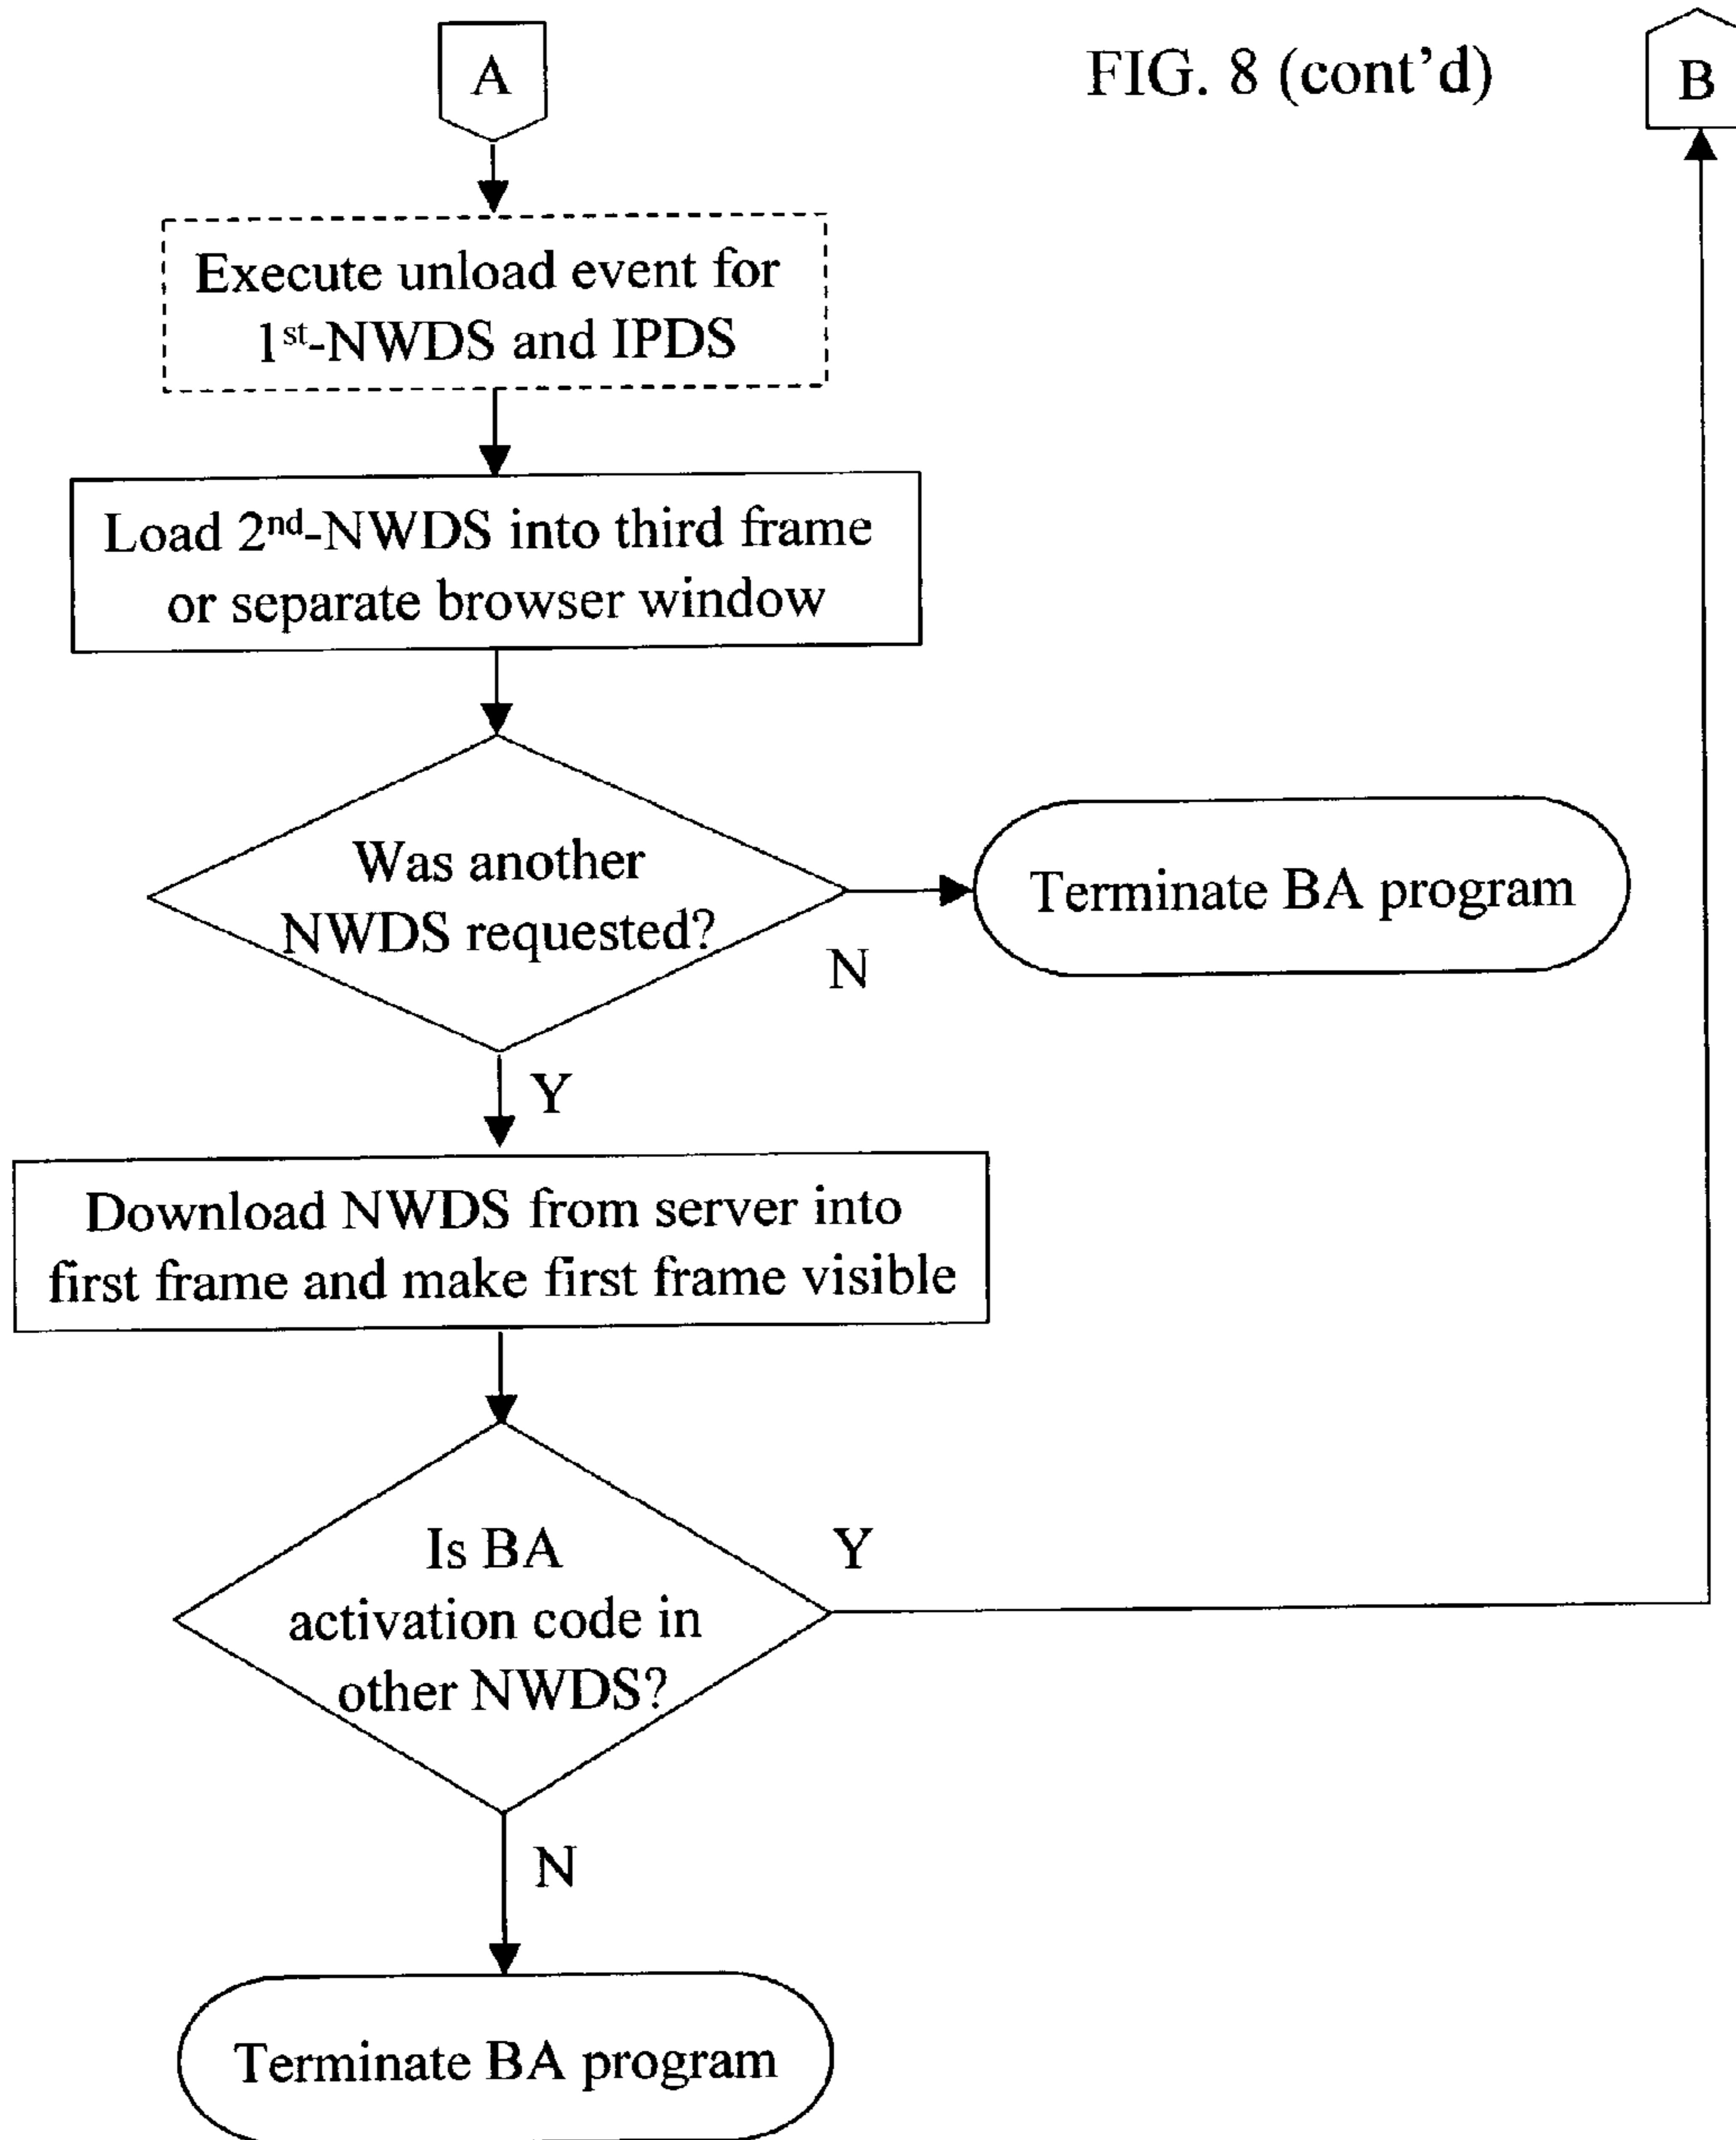 A
FIG. 8 (cont'd)
B
Execute unload event for
1st-NWDS and IPDS
Load 2nd-NWDS into third frame
or separate browser window
Was another
NWDS requested?
N
Terminate BA program
Y
Download NWDS from server into
first frame and make first frame visible
Is BA
activation code in
other NWDS?
Y
N
Terminate BA program